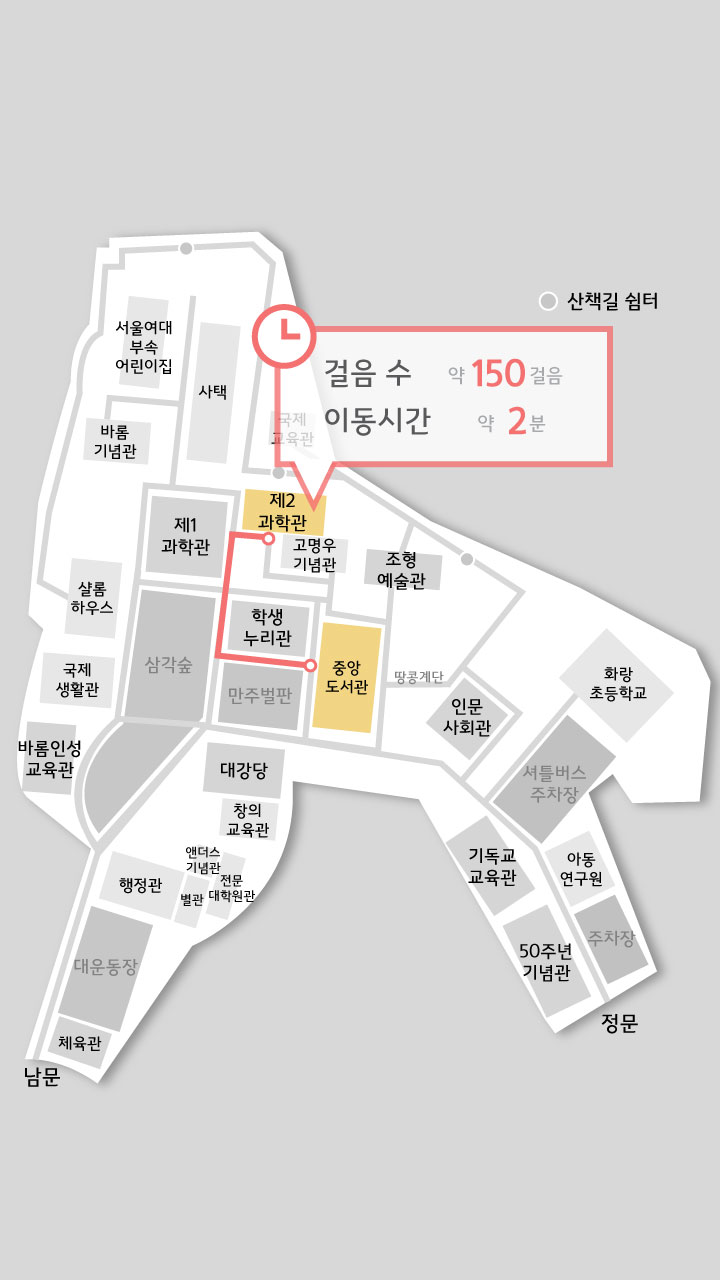 산책길 쉼터
걸음 수 약 150 걸음
이동시간 약 2 분
서울여대
부속
어린이집
사택
국제
교육관
바롬
기념관
제2
과학관
제1
과학관
고명우
기념관
조형
예술관
샬롬
하우스
학생
누리관
삼각숲
중앙
도서관
땅콩계단
국제
생활관
만주벌판
인문
사회관
화랑
초등학교
바롬인성
교육관
대강당
셔틀버스
주차장
창의
교육관
앤더스
기념관
전문
대학원관
별관
행정관
기독교
교육관
아동
연구원
50주년
기념관
주차장
대운동장
정문
체육관
남문